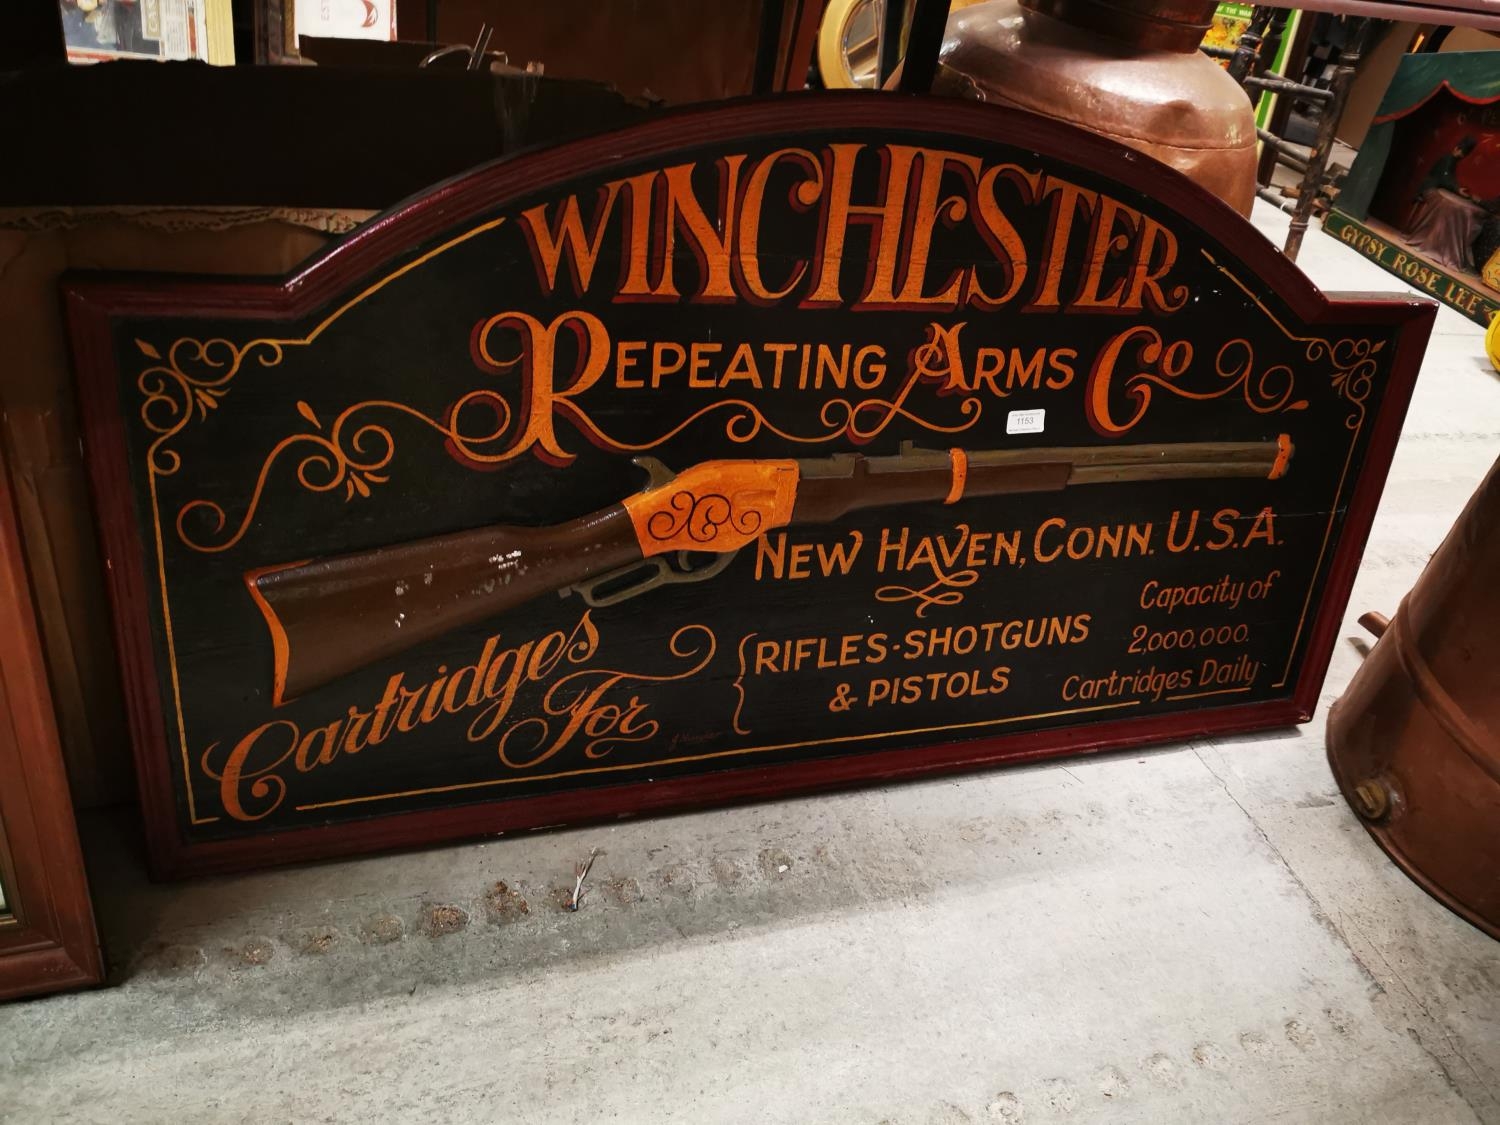 WINCHESTER
REPEATING ARMS Co
1153
NEW HAVEN, CONN. U.S.A.
Cartridges
For
RIFLES-SHOTGUNS
& PISTOLS
Capacity of
2,000,000.
Cartridges Daily
GYPSY ROSE LEE